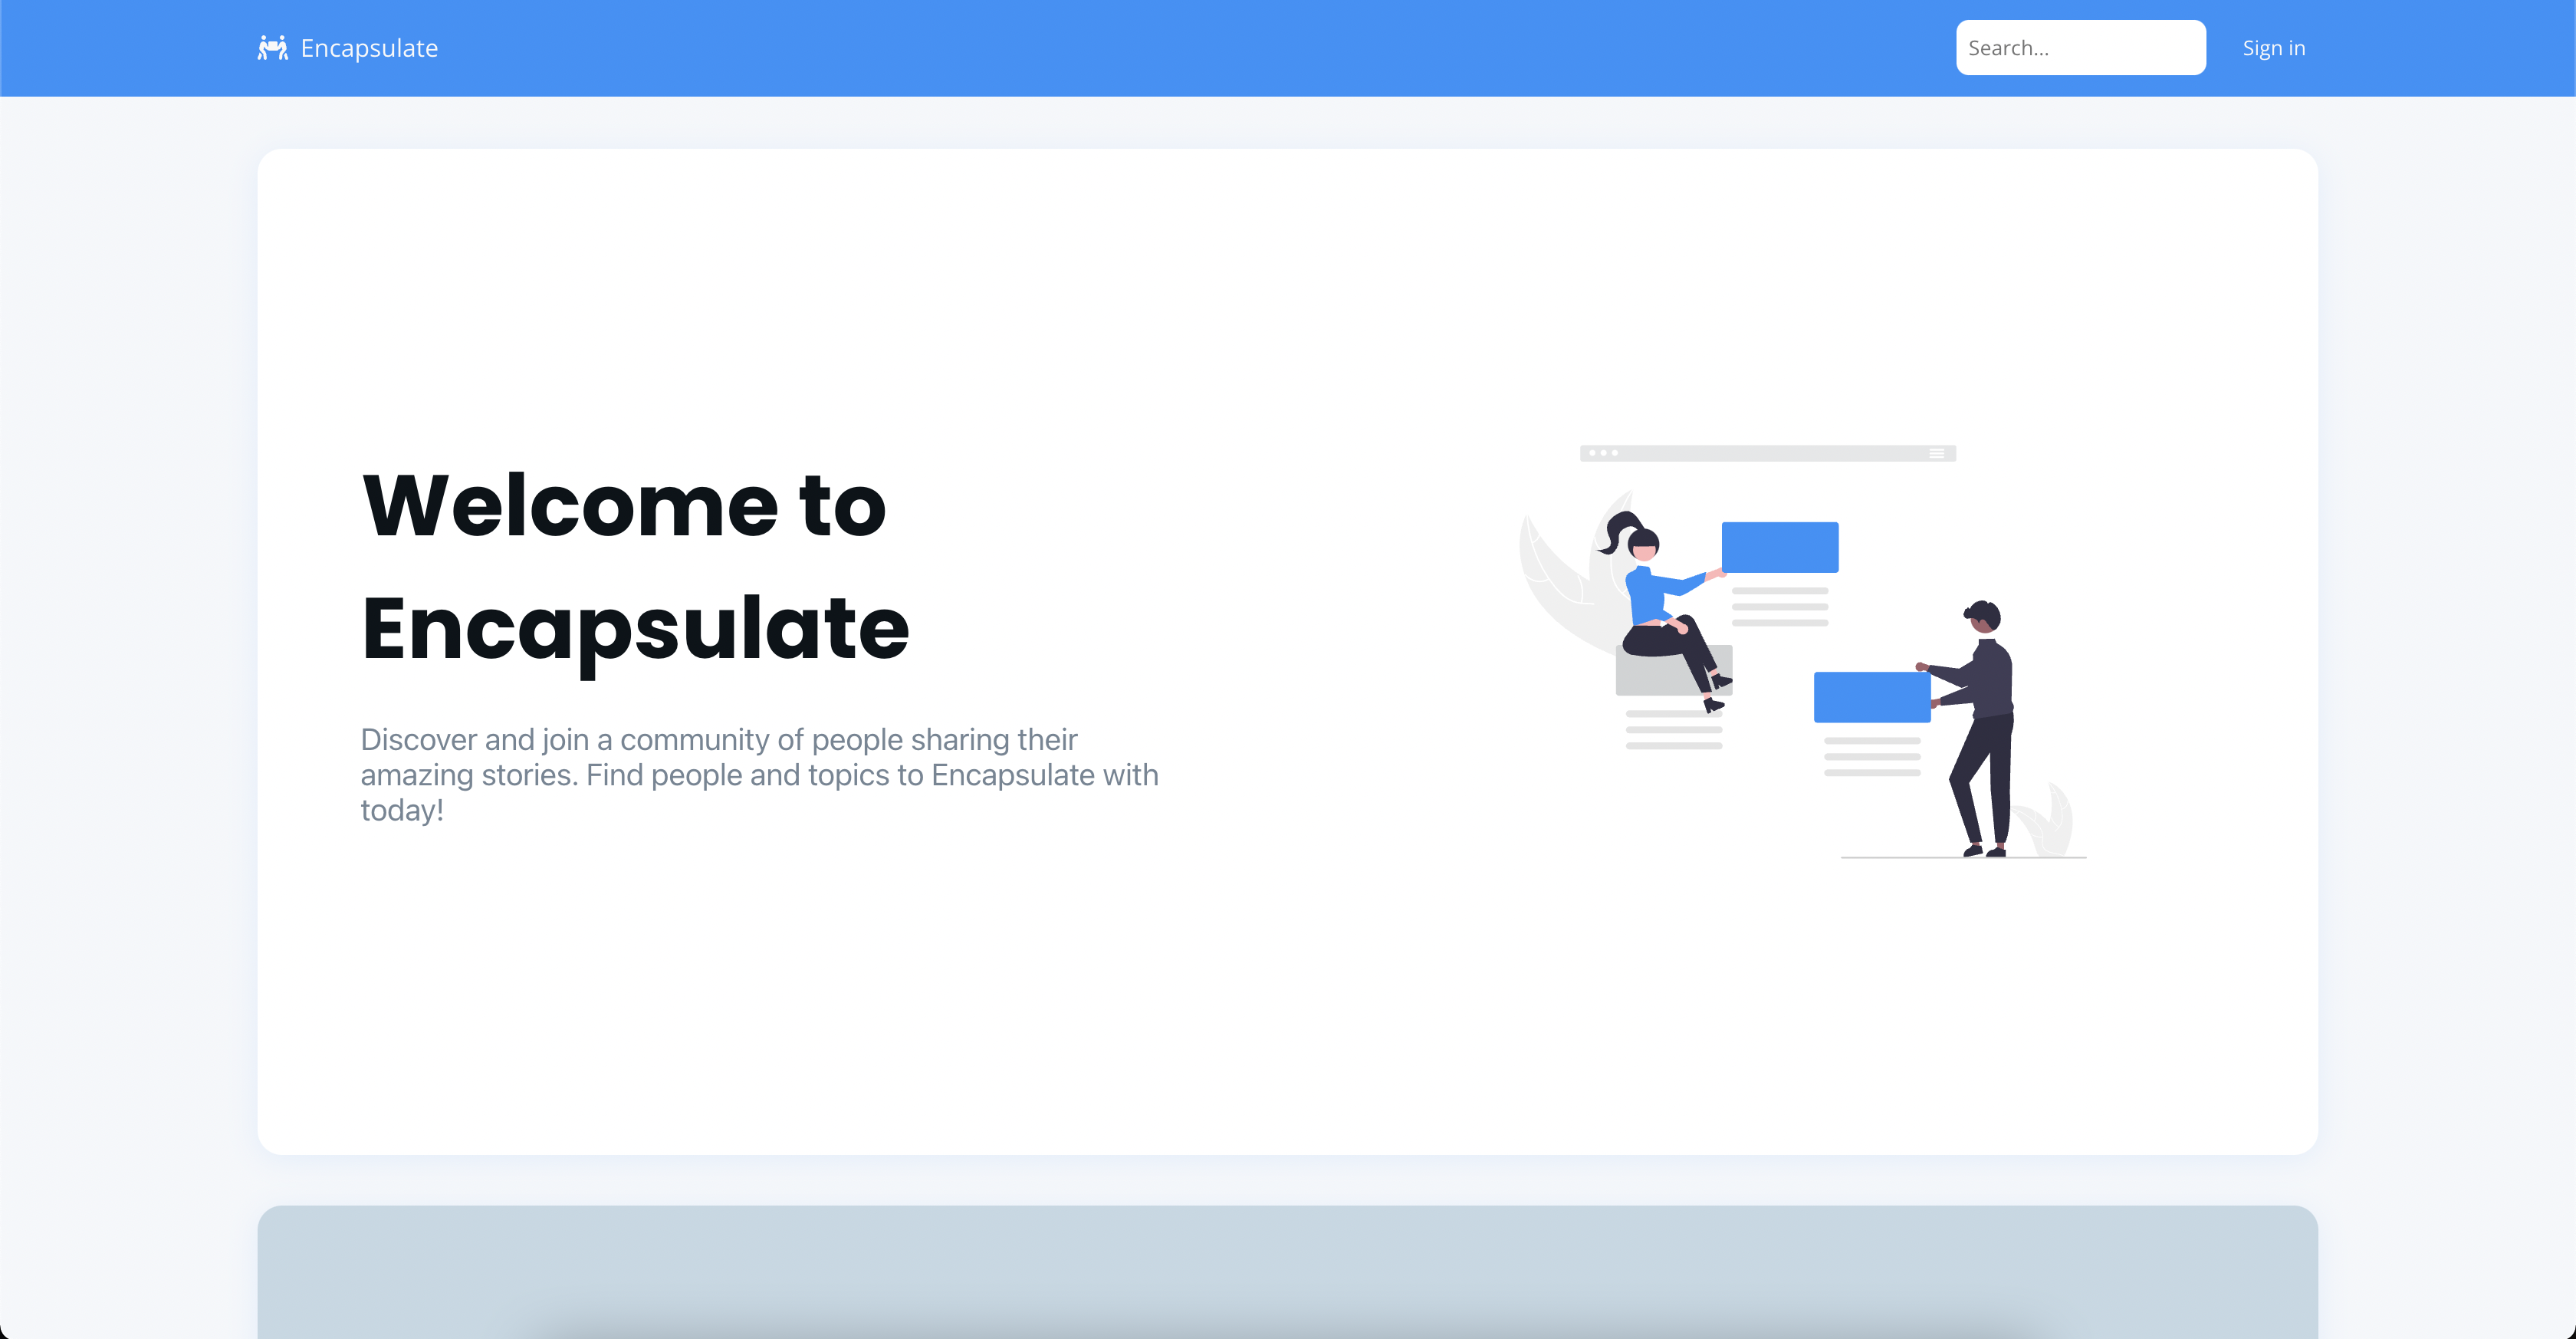 Encapsulate
Search...
Sign in
Welcome to
Encapsulate
Discover and join a community of people sharing their
amazing stories. Find people and topics to Encapsulate with
today!